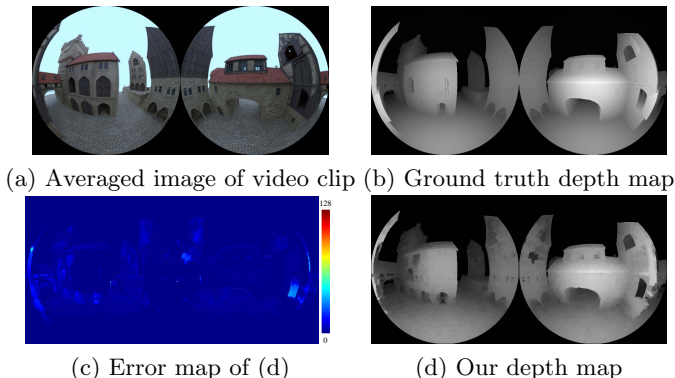 (a) Averaged image of video clip (b) Ground truth depth map
128
0
(c) Error map of (d) (d) Our depth map